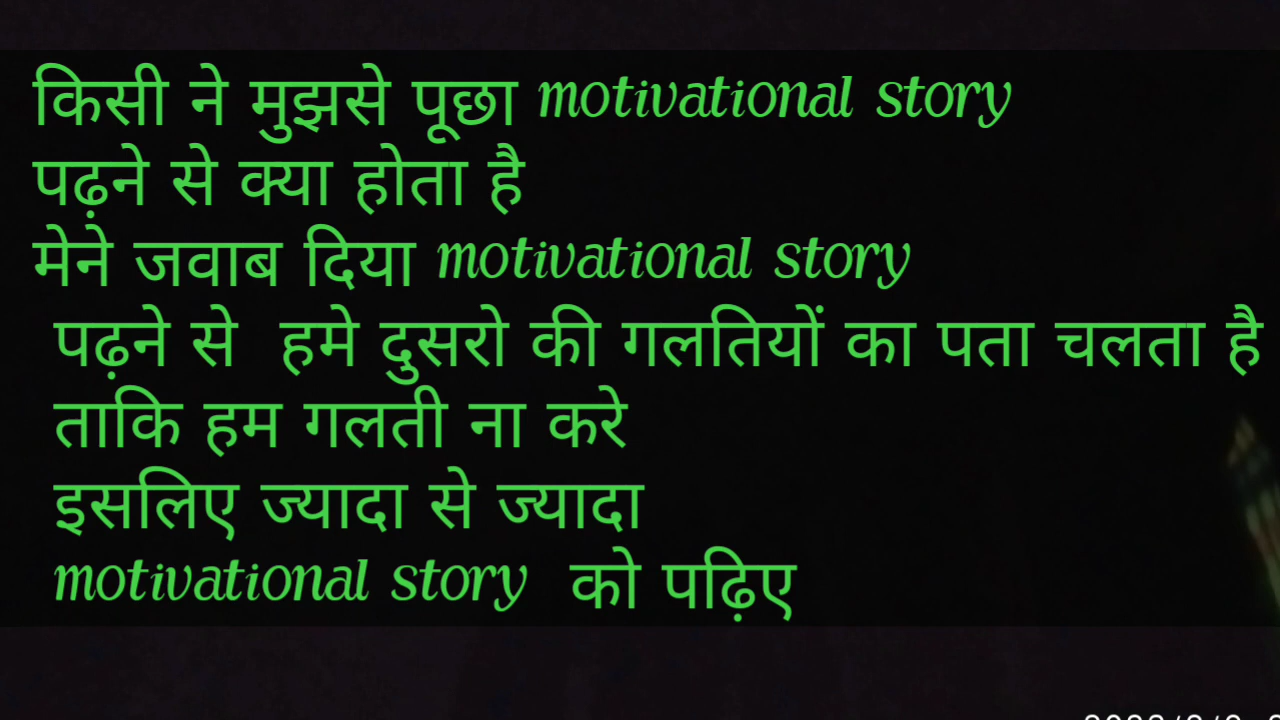 किसी ने मुझसे पूछा motivational story
पढ़ने से क्या होता है
मेने जवाब दिया motivational story
पढ़ने से हमे दुसरो की गलतियों का पता चलता है
ताकि हम गलती ना करे
इसलिए ज्यादा से ज्यादा
motivational story को पढ़िए